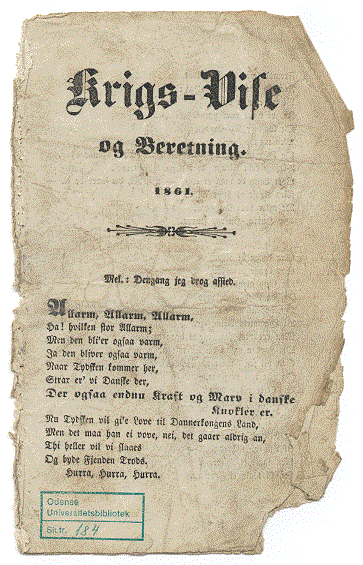 Krigs-Viſe
og Beretning.
1861.
Mel.: Dengang jeg drog afſted.
Allarm, Allarm, Allarm,
Ha! hvilken ſtor Allarm;
Men den bli'er ogſaa varm,
Ja den bliver ogſaa varm,
Naar Tydſken kommer her,
Strax er' vi Danſke der,
Der ogſaa endnu Kraft og Marv i danſke
Knokler er.
Nu Tydſken vil gi'e Love til Dannerkongens Land,
Men det maa han ei vove, nei, det gaaer aldrig an,
Thi heller vil vi ſlaaes
Og byde Fjenden Trods.
Hurra, Hurra, Hurra.
Odense
Universitetsbibliotek
Sk.tr. 184